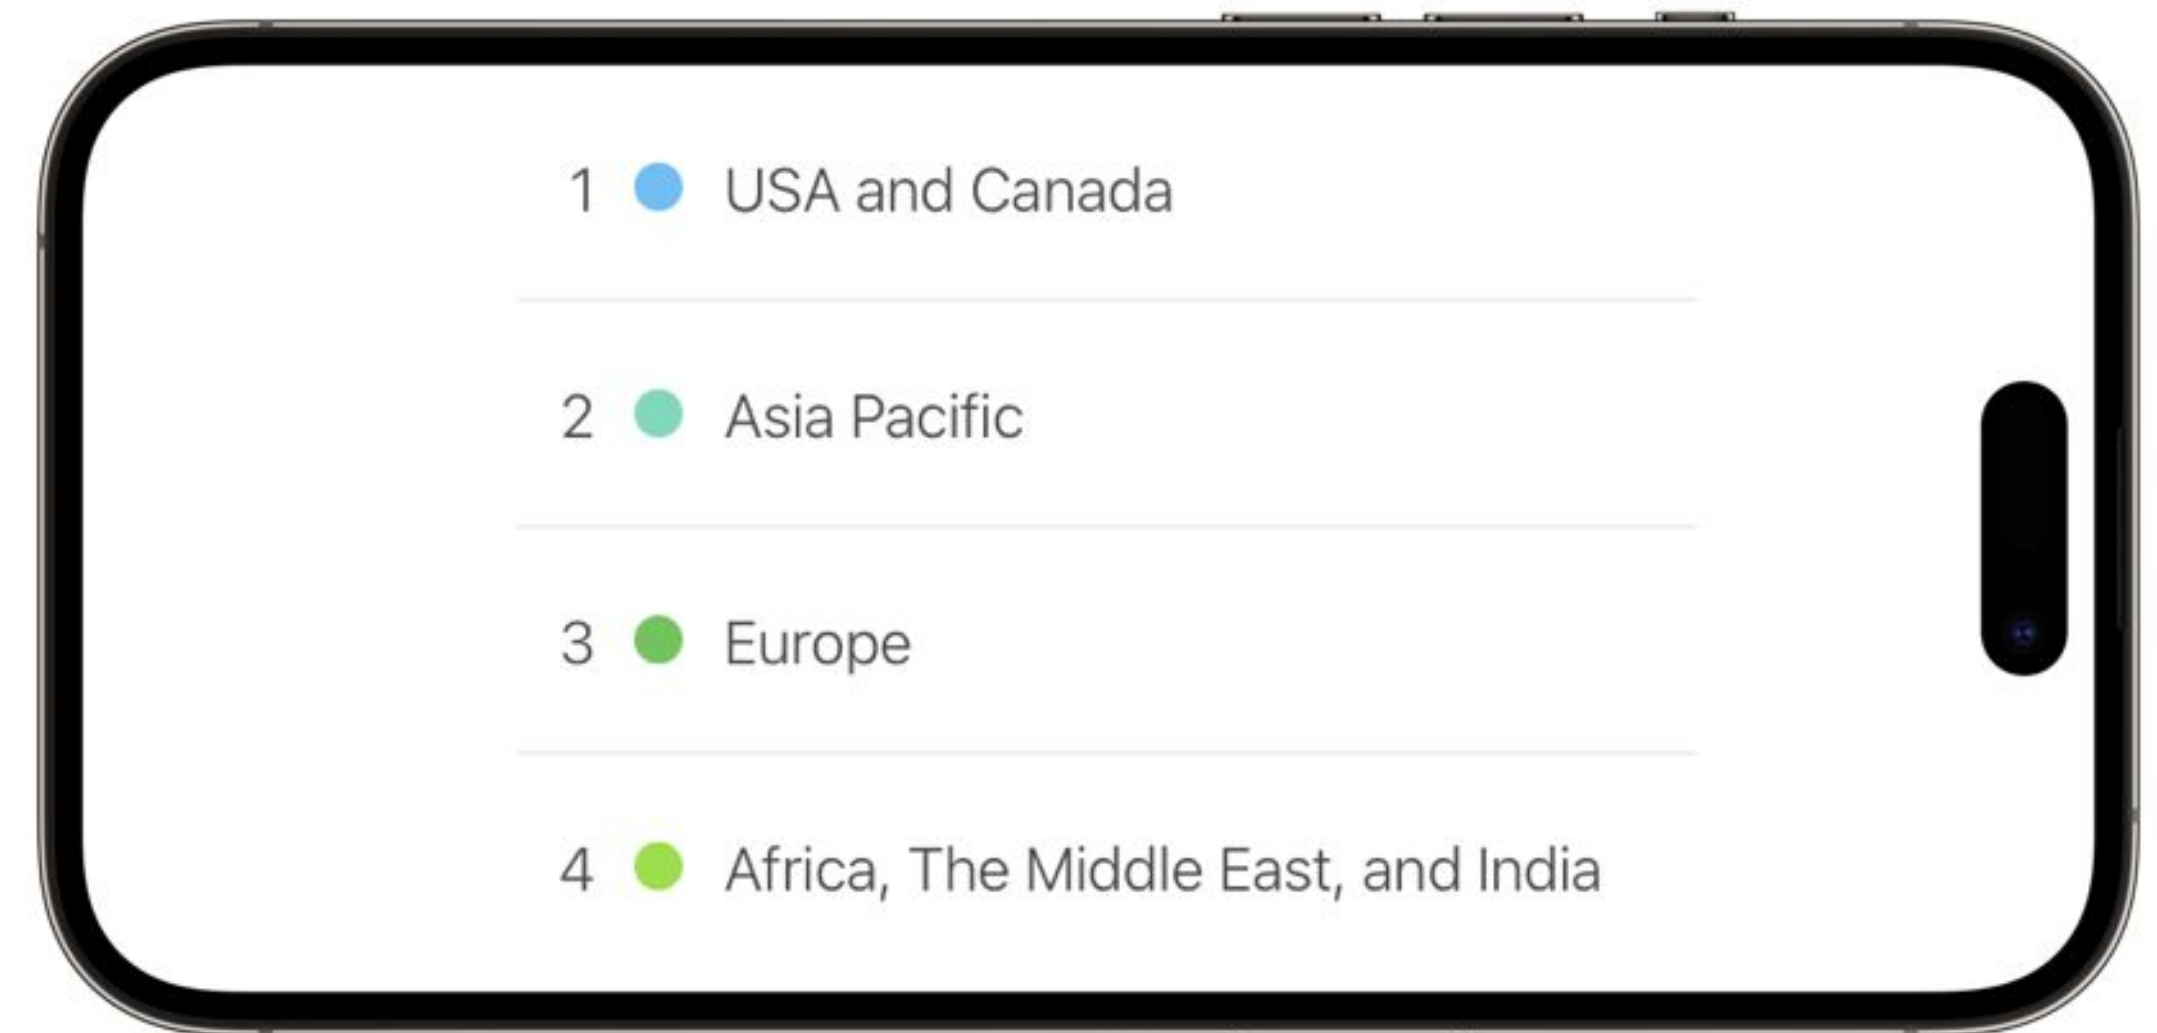 1 USA and Canada
2 Asia Pacific
3 Europe
4 Africa, The Middle East, and India